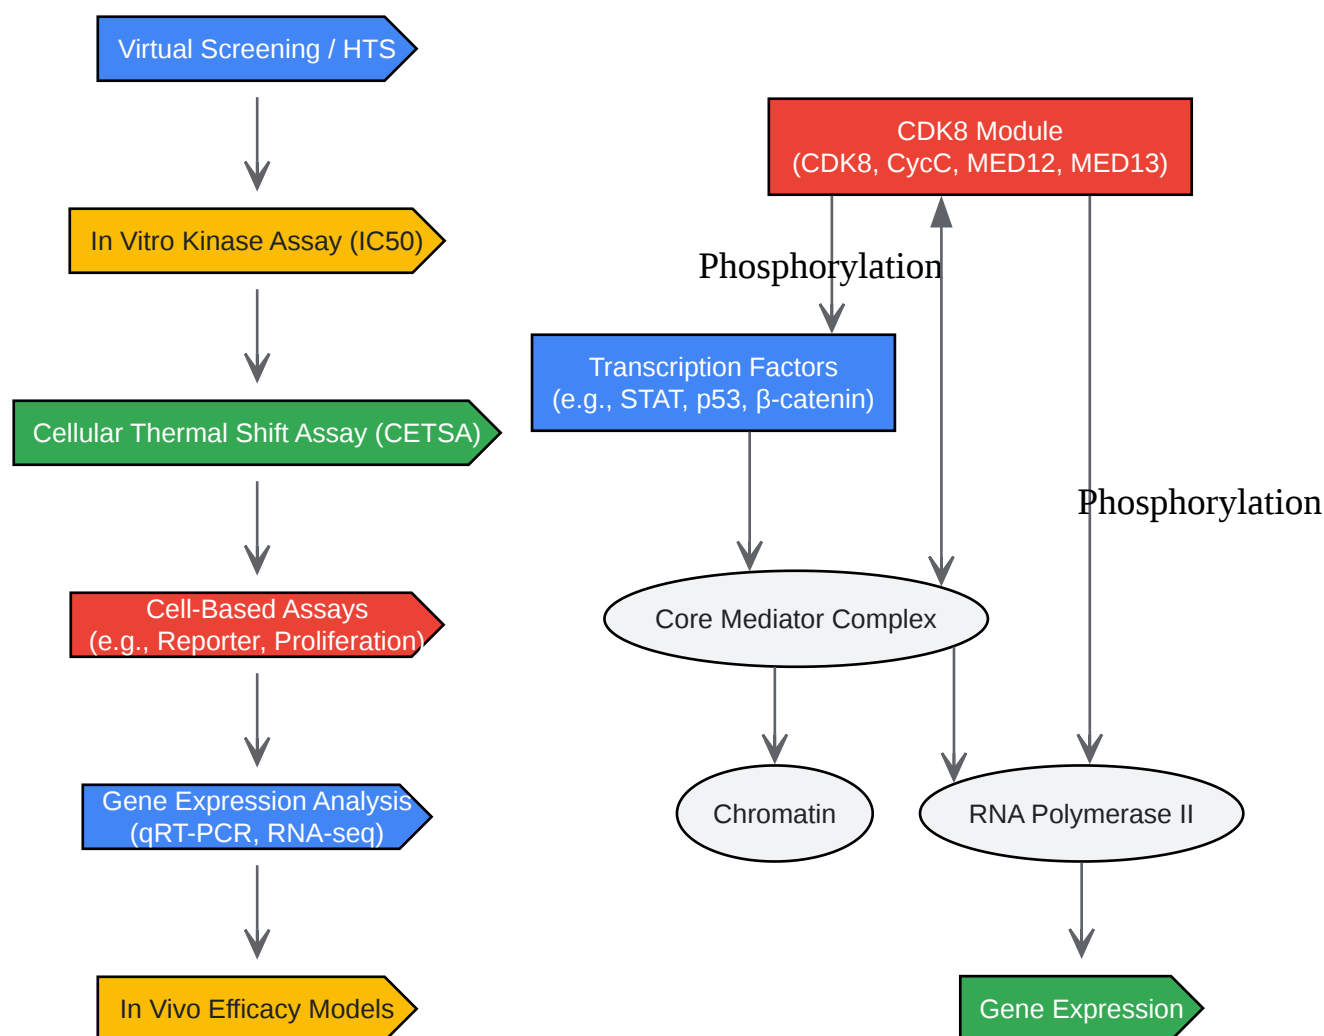 Virtual Screening / HTS
In Vitro Kinase Assay (IC50)
Cellular Thermal Shift Assay (CETSA)
Cell-Based Assays
(e.g., Reporter, Proliferation)
Gene Expression Analysis
(qRT-PCR, RNA-seq)
In Vivo Efficacy Models
CDK8 Module
(CDK8, CycC, MED12, MED13)
Phosphorylation
Transcription Factors
(e.g., STAT, p53, β-catenin)
Phosphorylation
Core Mediator Complex
Chromatin
RNA Polymerase II
Gene Expression